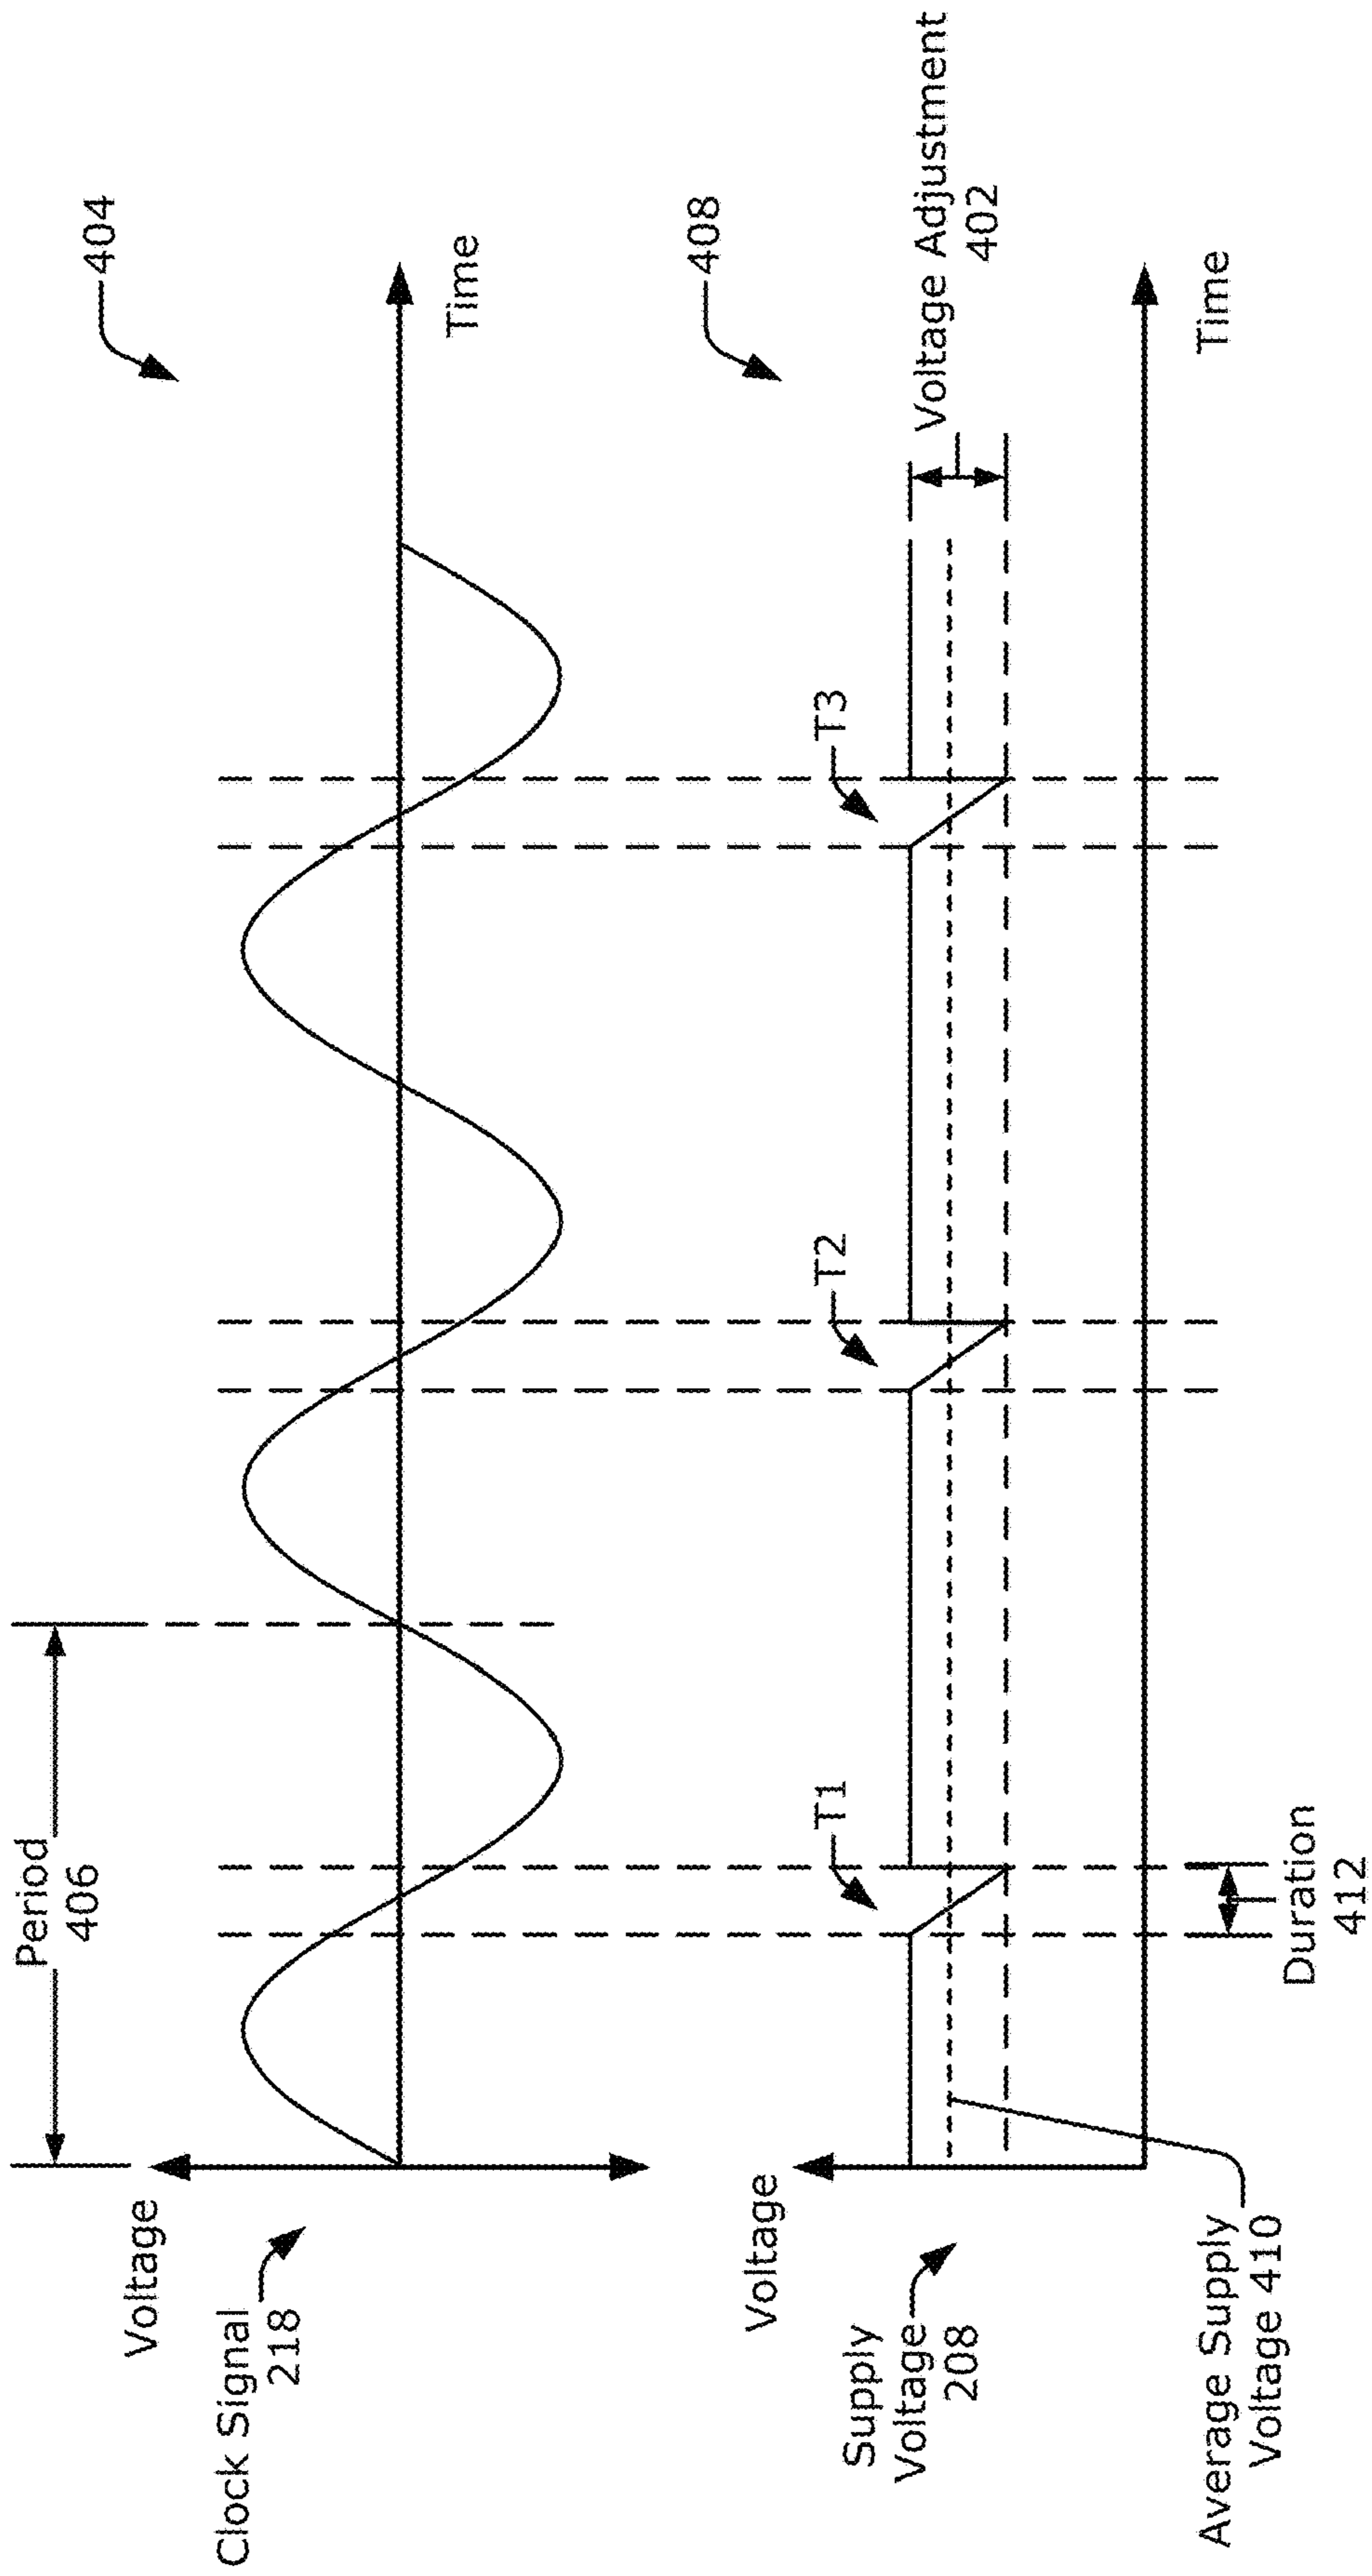 Period
406
404
Voltage
Clock Signal
218
Time
408
Voltage
Supply
Voltage
208
T1
T2
T3
Voltage Adjustment
402
Time
Average Supply
Voltage 410
Duration
412